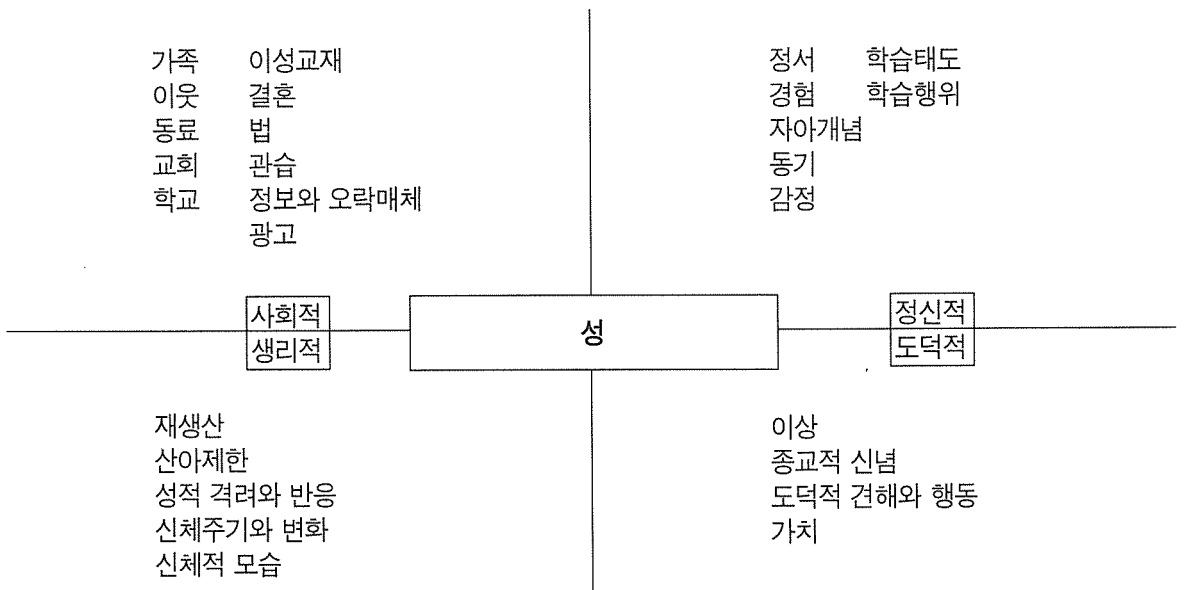 가족 이성교재
이웃 결혼
동료 법
교회 관습
학교 정보와 오락매체
광고
정서 학습태도
경험 학습행위
자아개념
동기
감정
사회적
생리적
성
정신적
도덕적
재생산
산아제한
성적 격려와 반응
신체주기와 변화
신체적 모습
이상
종교적 신념
도덕적 견해와 행동
가치